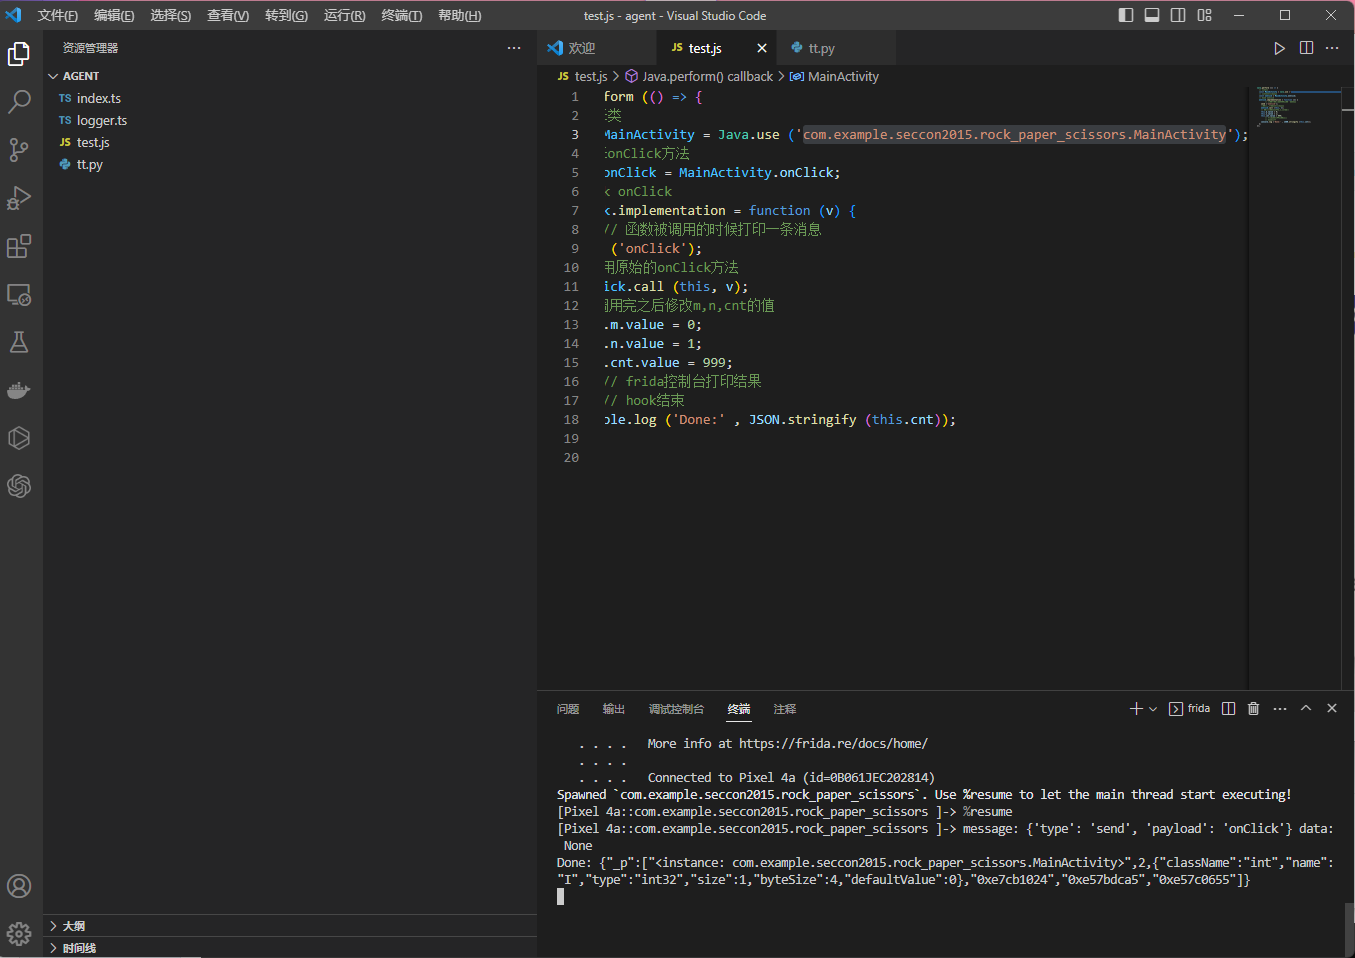 文件(F) 编辑(E) 选择(S) 查看(V) 转到(G) 运行(R) 终端(T) 帮助(H) test.js - agent - Visual Studio Code
资源管理器
AGENT
TS index.ts
TS logger.ts
JS test.js
tt.py
大纲
时间线
欢迎 JS test.js tt.py
JS test.js > Java.perform() callback > MainActivity
1 form (() => {
2 类
3 MainActivity = Java.use ('com.example.seccon2015.rock_paper_scissors.MainActivity');
4 onClick方法
5 onClick = MainActivity.onClick;
6 onClick
7 .implementation = function (v) {
8 // 函数被调用的时候打印一条消息
9 ('onClick');
10 用原始的onClick方法
11 ick.call (this, v);
12 调用完之后修改m,n,cnt的值
13 .m.value = 0;
14 .n.value = 1;
15 .cnt.value = 999;
16 // frida控制台打印结果
17 // hook结束
18 ole.log ('Done:' , JSON.stringify (this.cnt));
19
20
问题 输出 调试控制台 终端 注释 frida
. . . . More info at https://frida.re/docs/home/
. . . .
. . . . Connected to Pixel 4a (id=0B061JEC202814)
Spawned `com.example.seccon2015.rock_paper_scissors`. Use %resume to let the main thread start executing!
[Pixel 4a::com.example.seccon2015.rock_paper_scissors ]-> %resume
[Pixel 4a::com.example.seccon2015.rock_paper_scissors ]-> message: {'type': 'send', 'payload': 'onClick'} data:
None
Done: {"_p":["<instance: com.example.seccon2015.rock_paper_scissors.MainActivity>",2,{"className":"int","name":
"I","type":"int32","size":1,"byteSize":4,"defaultValue":0},"0xe7cb1024","0xe57bdca5","0xe57c0655"]}